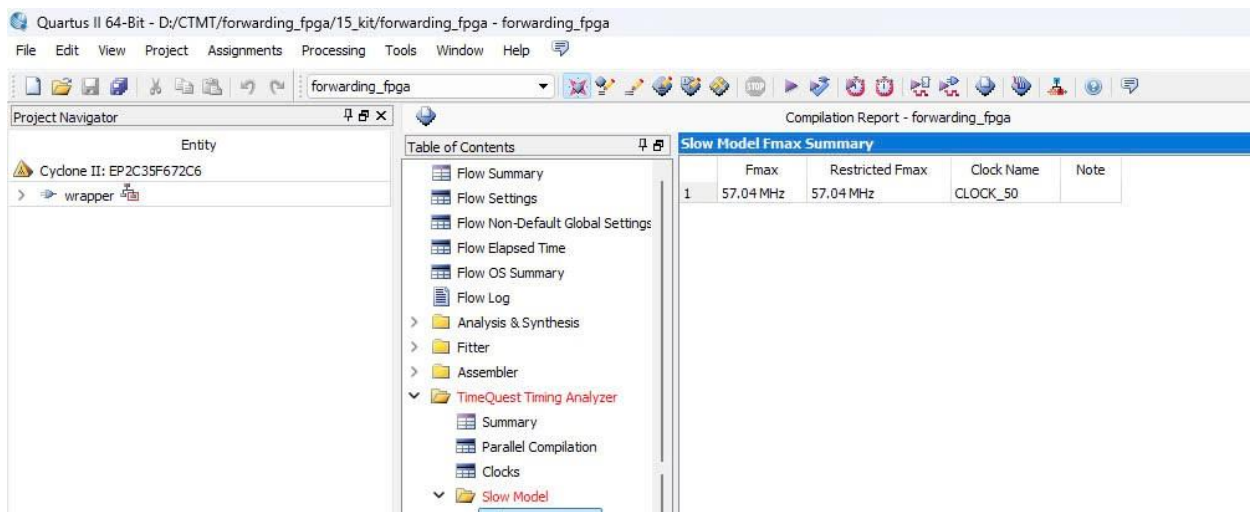 Quartus II 64-Bit - D:/CTMT/forwarding_fpga/15_kit/forwarding_fpga - forwarding_fpga
File Edit View Project Assignments Processing Tools Window Help
forwarding_fpga
Project Navigator
Entity
Cyclone II: EP2C35F672C6
wrapper
Table of Contents
Flow Summary
Flow Settings
Flow Non-Default Global Settings
Flow Elapsed Time
Flow OS Summary
Flow Log
Analysis & Synthesis
Fitter
Assembler
TimeQuest Timing Analyzer
Summary
Parallel Compilation
Clocks
Slow Model
Compilation Report - forwarding_fpga
Slow Model Fmax Summary
Fmax Restricted Fmax Clock Name Note
1 57.04 MHz 57.04 MHz CLOCK_50